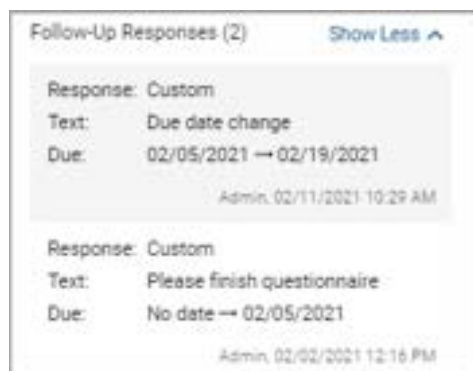 Follow-Up Responses (2) Show Less
Response: Custom
Text: Due date change
Due: 02/05/2021 → 02/19/2021
Admin, 02/11/2021 10:29 AM
Response: Custom
Text: Please finish questionnaire
Due: No date → 02/05/2021
Admin, 02/02/2021 12:16 PM